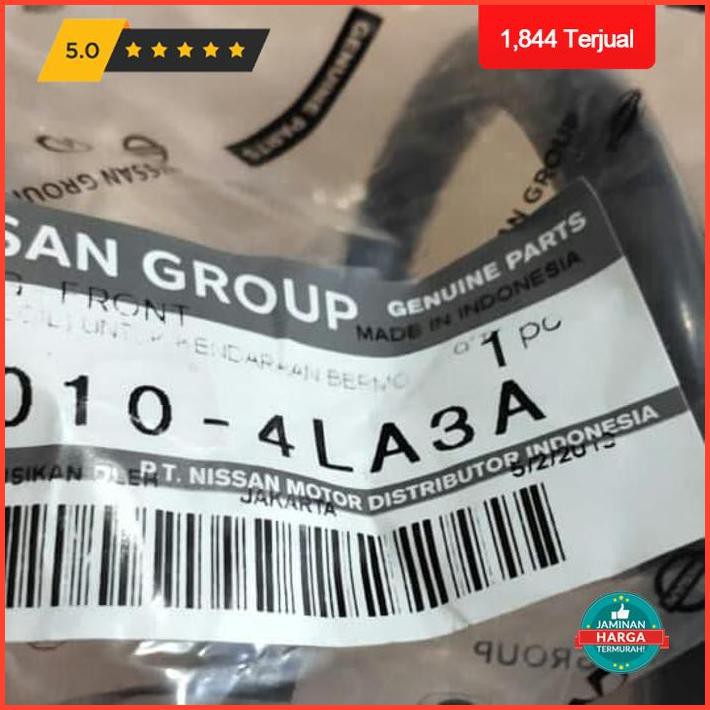 5.0
1,844 Terjual
GENUINE PARTS
NISSAN GROUP
SAN GROUP GENUINE PARTS
FRONT MADE IN INDONESIA
1 pc
010-4LA3A
P.T. NISSAN MOTOR DISTRIBUTOR INDONESIA
JAKARTA
GROUP
JAMINAN
HARGA
TERMURAH!